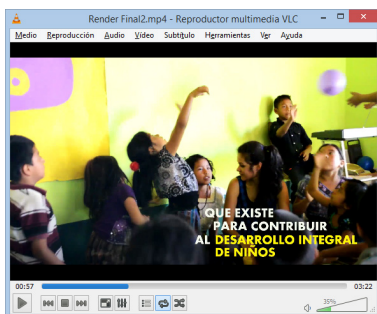 Render Final2.mp4 - Reproductor multimedia VLC
Medio Reproducción Audio Vídeo Subtítulo Herramientas Ver Ayuda
QUE EXISTE
PARA CONTRIBUIR
AL DESARROLLO INTEGRAL
DE NIÑOS
00:57 03:22
35%